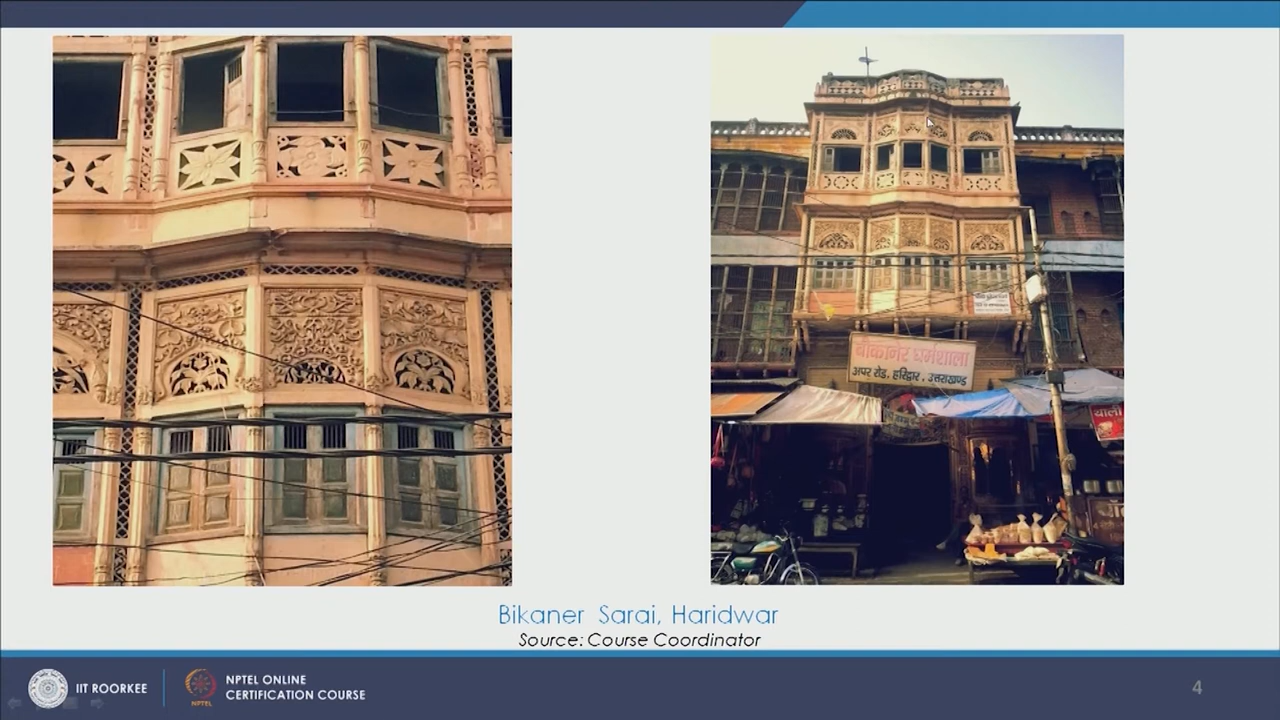 बीकानेर धर्मशाला
अपर रोड, हरिद्वार, उत्तराखण्ड
थाली
Bikaner Sarai, Haridwar
Source: Course Coordinator
IIT ROORKEE
NPTEL
NPTEL ONLINE
CERTIFICATION COURSE
4